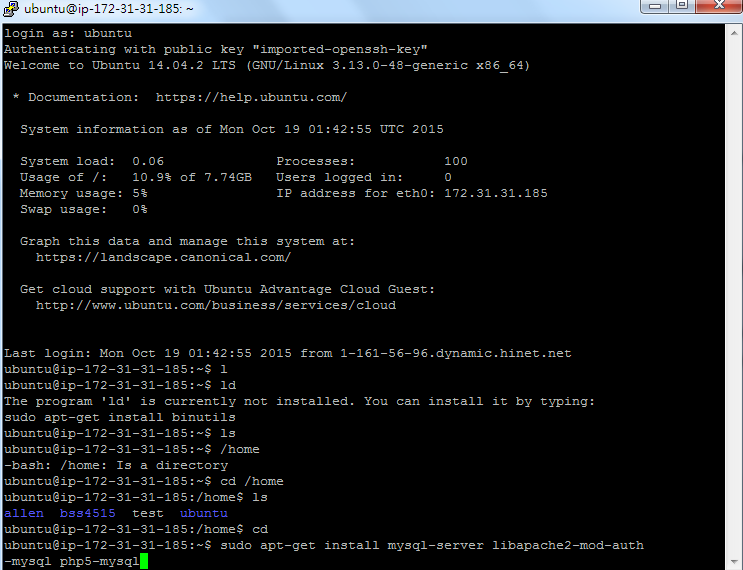 ubuntu@ip-172-31-31-185: ~
login as: ubuntu
Authenticating with public key "imported-openssh-key"
Welcome to Ubuntu 14.04.2 LTS (GNU/Linux 3.13.0-48-generic x86_64)
* Documentation:  https://help.ubuntu.com/
System information as of Mon Oct 19 01:42:55 UTC 2015
System load:  0.06              Processes:           100
Usage of /:   10.9% of 7.74GB   Users logged in:     0
Memory usage: 5%                IP address for eth0: 172.31.31.185
Swap usage:   0%
Graph this data and manage this system at:
https://landscape.canonical.com/
Get cloud support with Ubuntu Advantage Cloud Guest:
http://www.ubuntu.com/business/services/cloud
Last login: Mon Oct 19 01:42:55 2015 from 1-161-56-96.dynamic.hinet.net
ubuntu@ip-172-31-31-185:~$ l
ubuntu@ip-172-31-31-185:~$ ld
The program 'ld' is currently not installed. You can install it by typing:
sudo apt-get install binutils
ubuntu@ip-172-31-31-185:~$ ls
ubuntu@ip-172-31-31-185:~$ /home
-bash: /home: Is a directory
ubuntu@ip-172-31-31-185:~$ cd /home
ubuntu@ip-172-31-31-185:/home$ ls
allen  bss4515  test  ubuntu
ubuntu@ip-172-31-31-185:/home$ cd
ubuntu@ip-172-31-31-185:~$ sudo apt-get install mysql-server libapache2-mod-auth
-mysql php5-mysql